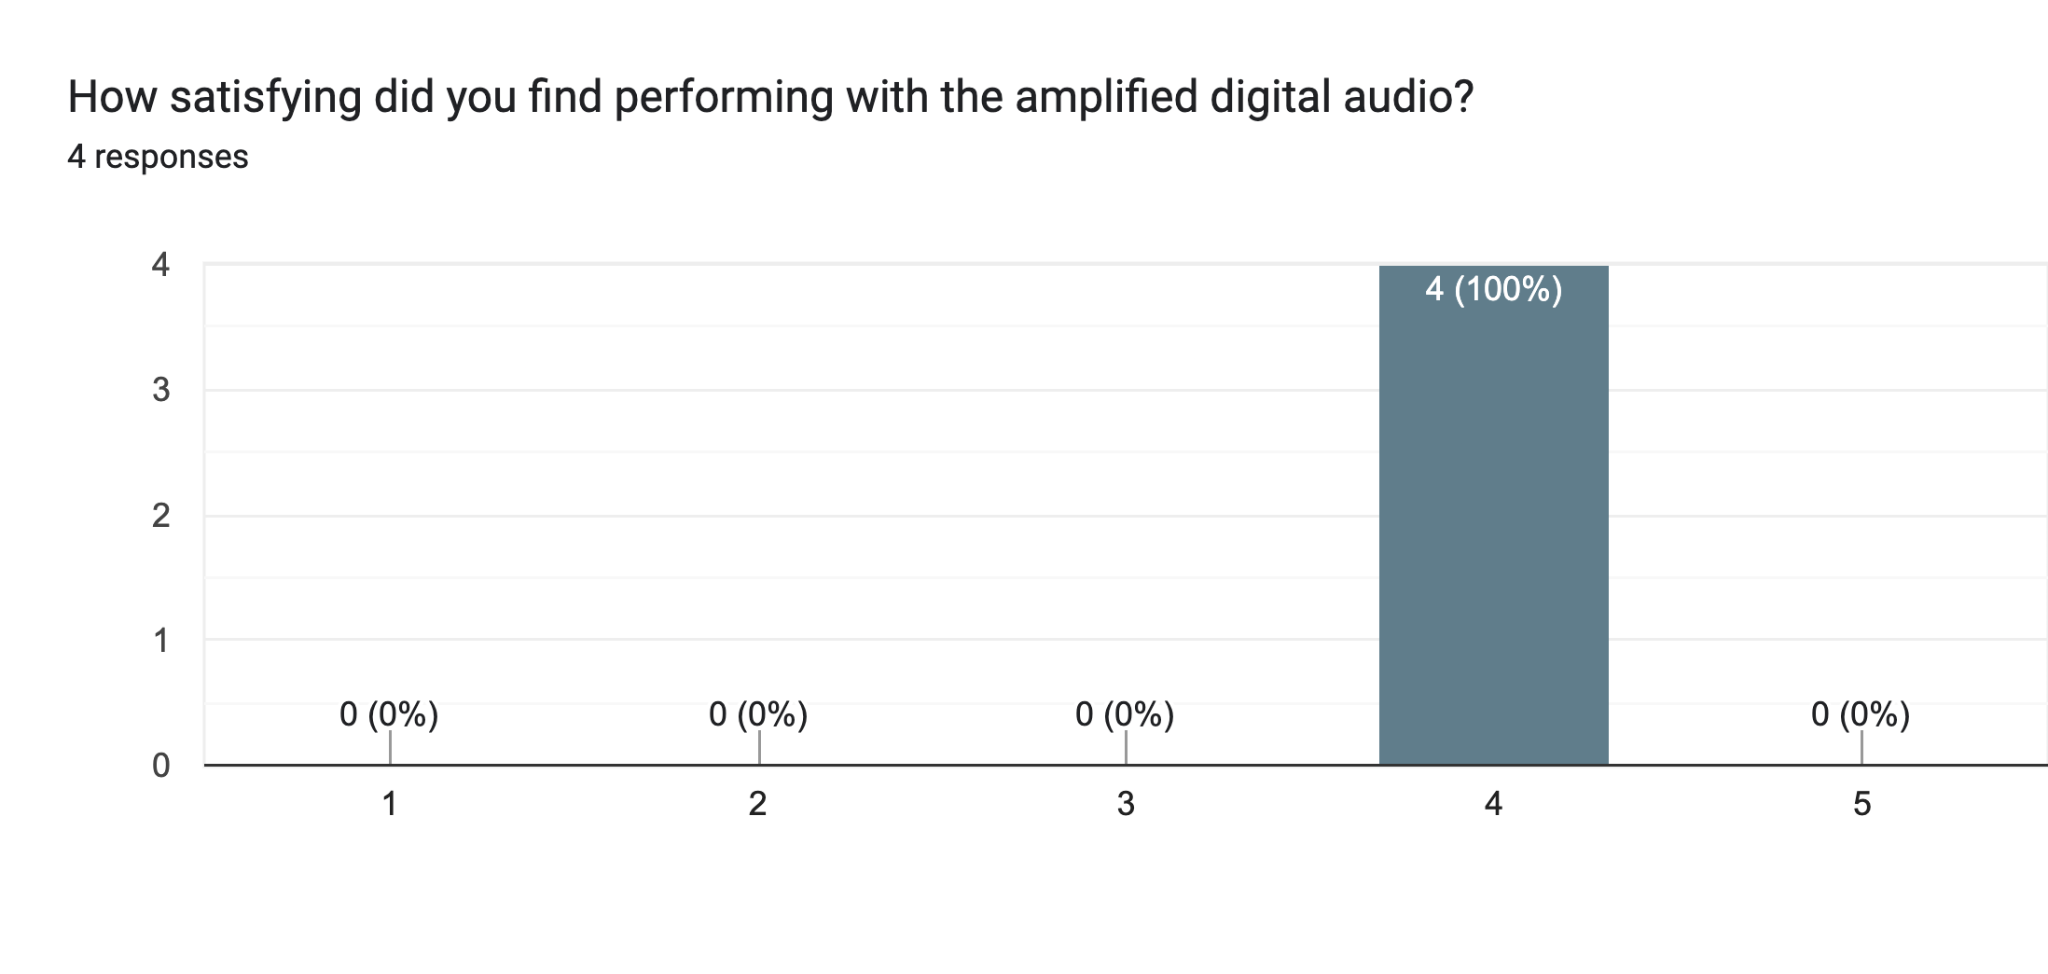 How satisfying did you find performing with the amplified digital audio?
4 responses
4
4 (100%)
3
2
1
0 (0%) 0 (0%) 0 (0%) 0 (0%)
0
1 2 3 4 5